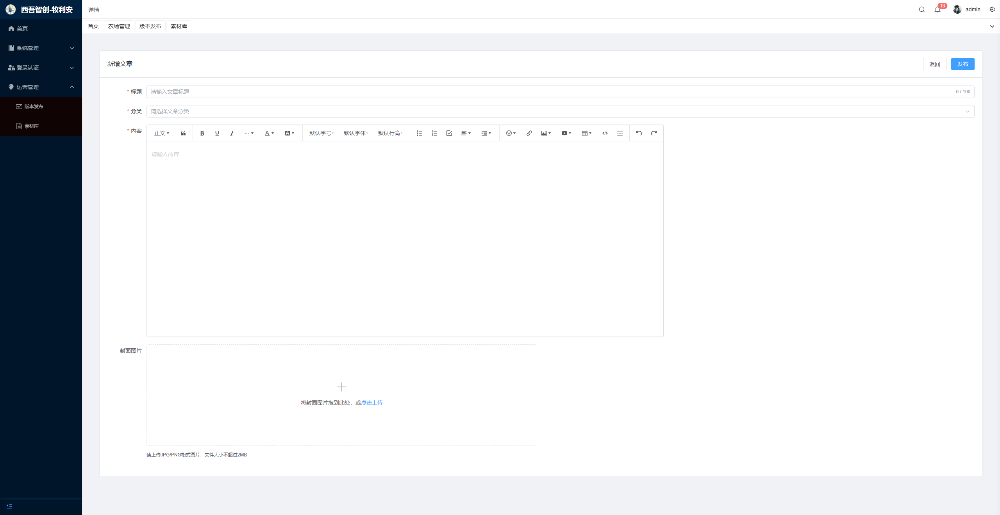 西吾智创-牧利安
详情
13
admin
首页
系统管理
登录认证
运营管理
版本发布
素材库
首页 农场管理 版本发布 素材库
新增文章
返回 发布
* 标题 请输入文章标题 0 / 100
* 分类 请选择文章分类
* 内容 正文 B U I ... A A 默认字号 默认字体 默认行高
请输入内容...
封面图片
将封面图片拖到此处，或点击上传
请上传JPG/PNG格式图片，文件大小不超过2MB